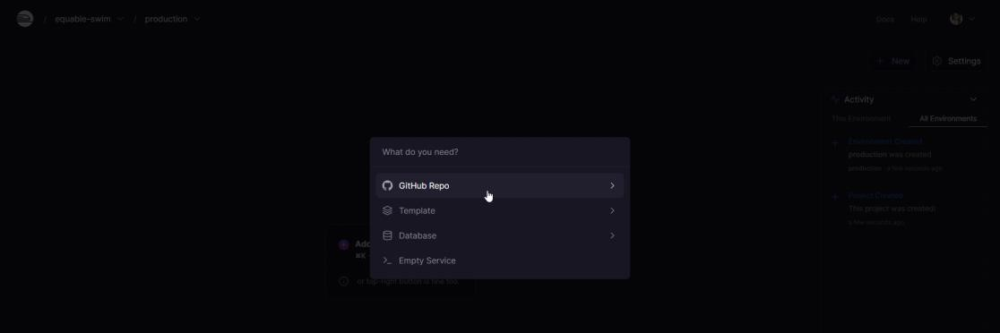 / equable-swim / production
Docs Help
+ New Settings
Activity
This Environment All Environments
Environment Created
production was created
production · a few seconds ago
Project Created
This project was created!
a few seconds ago
What do you need?
GitHub Repo
Template
Database
Empty Service
Add
⌘K
or top-right button is fine too.